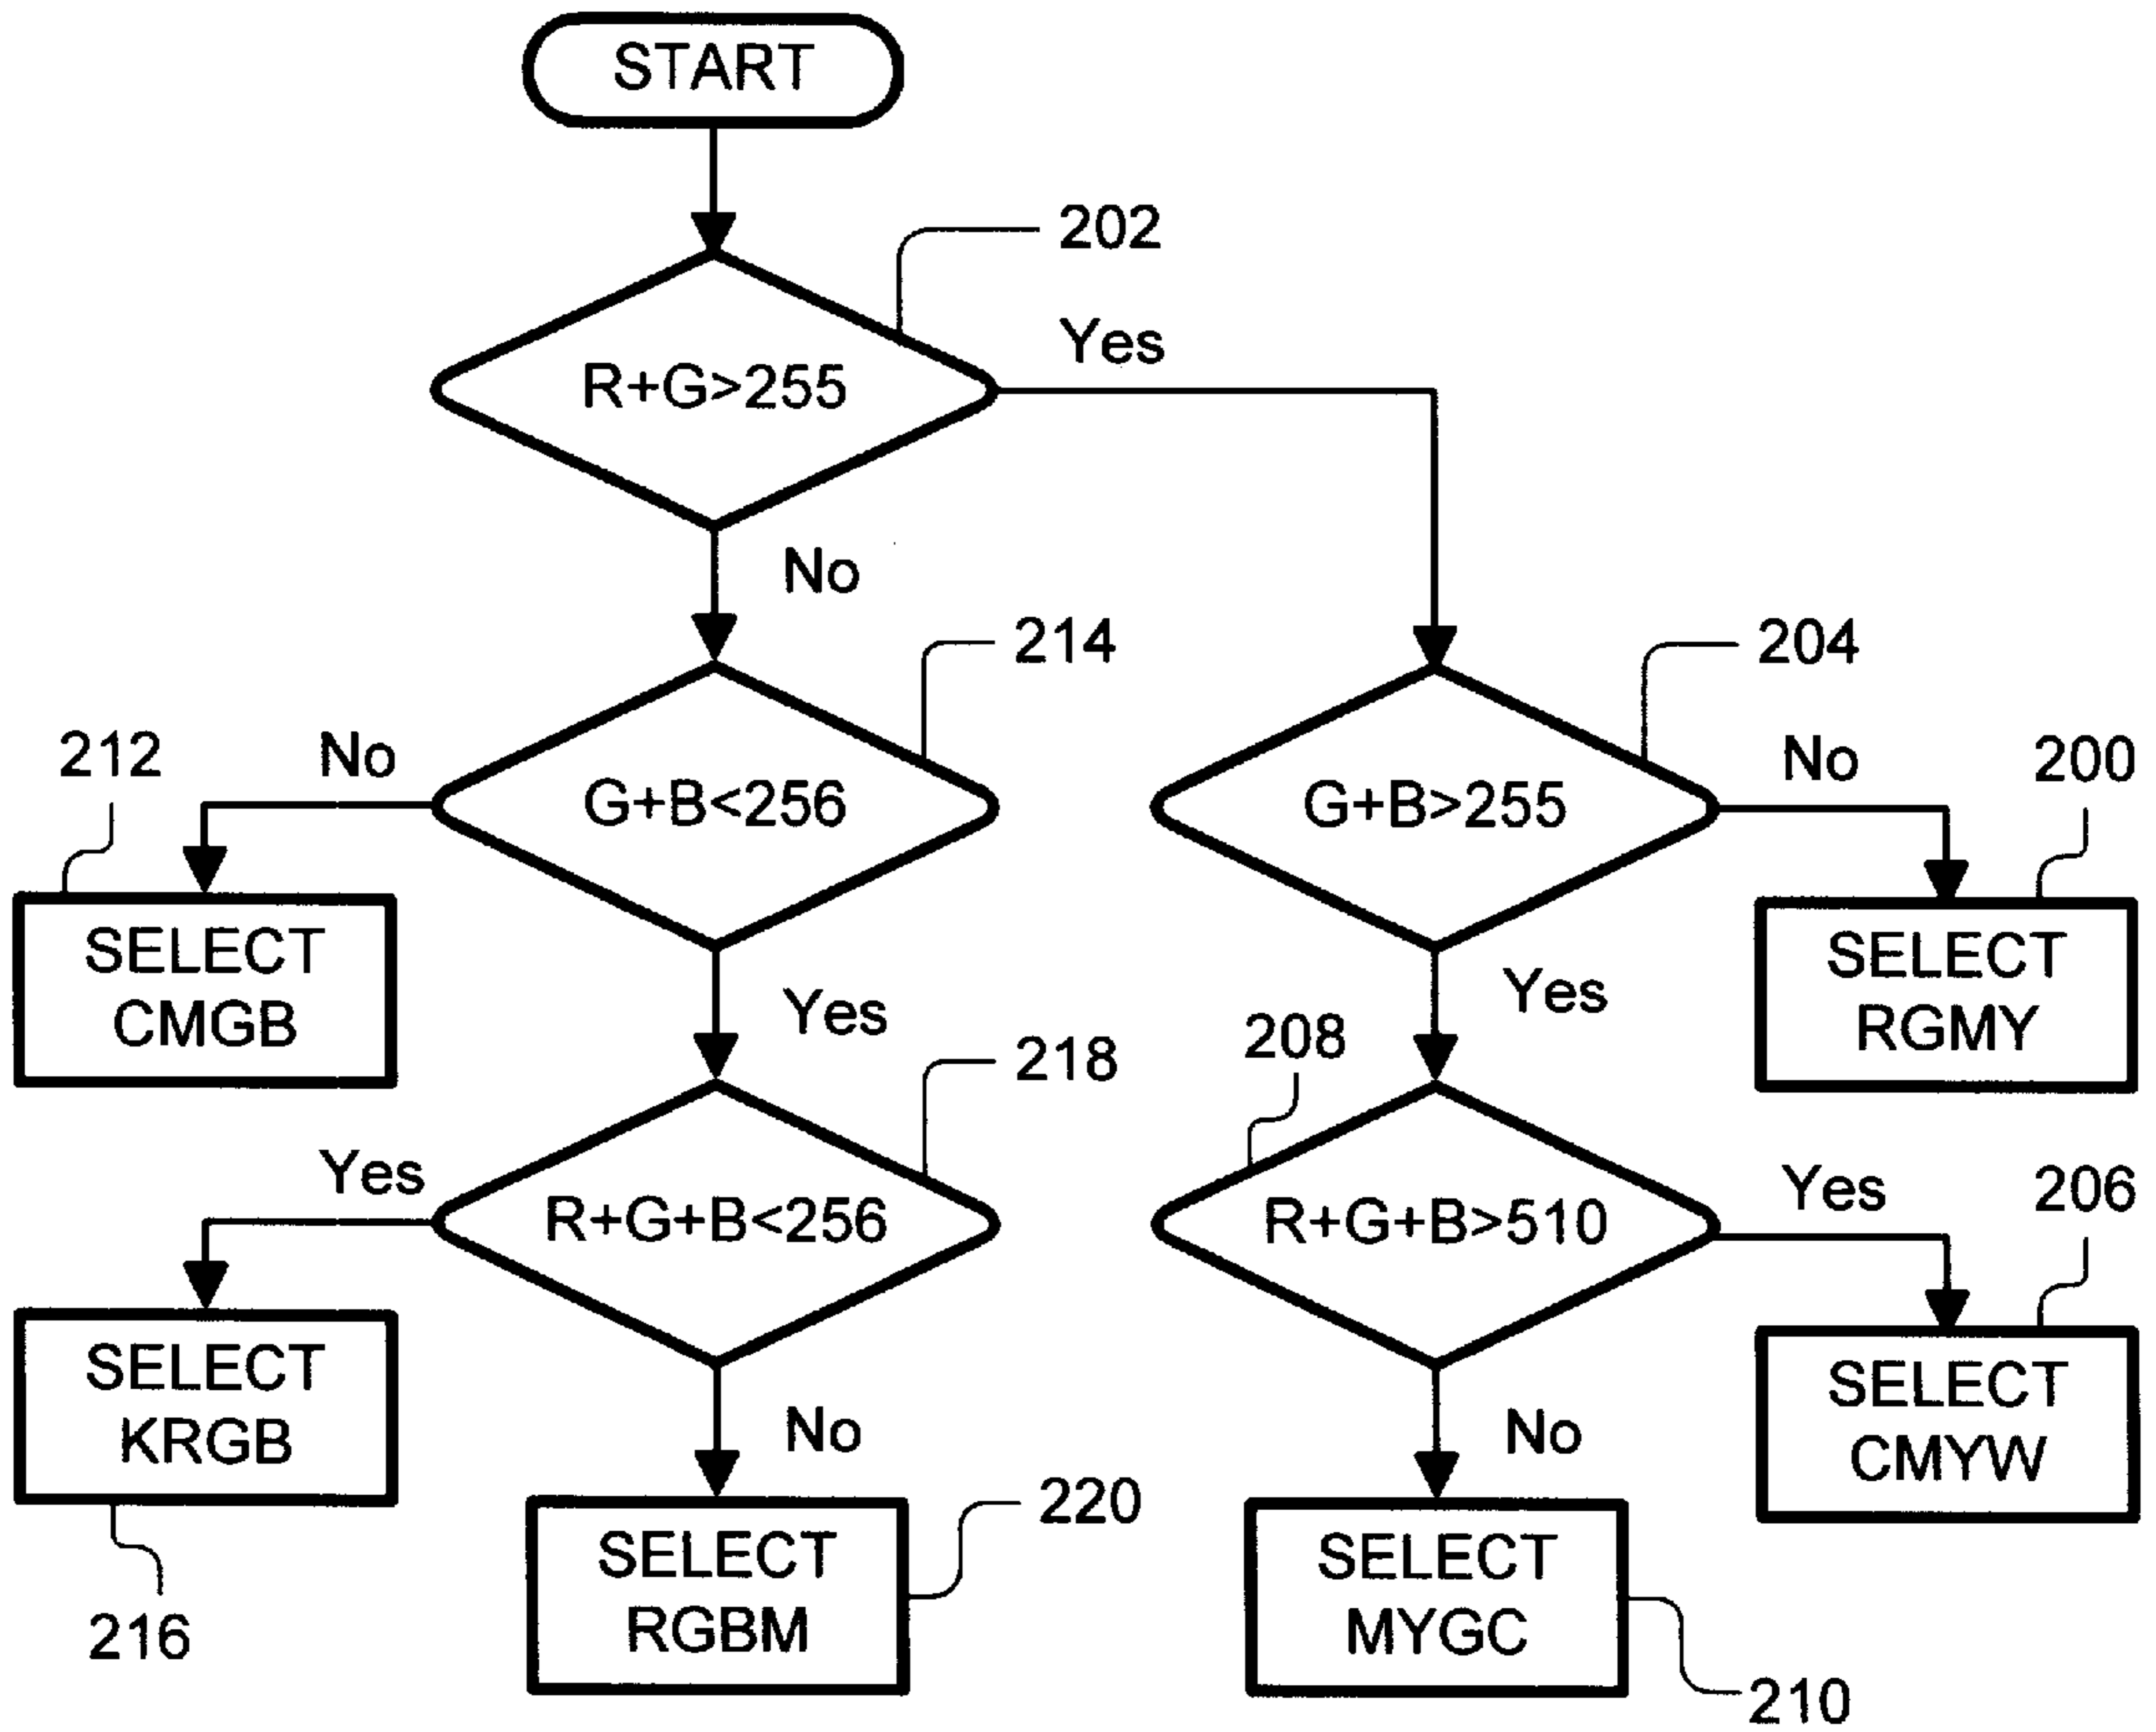 START
202
R+G>255
Yes
No
214
204
212
No
G+B<256
G+B>255
No
200
SELECT
CMGB
SELECT
RGMY
Yes
Yes
218
208
Yes
R+G+B<256
R+G+B>510
Yes
206
SELECT
KRGB
SELECT
CMYW
No
No
216
220
SELECT
RGBM
SELECT
MYGC
210